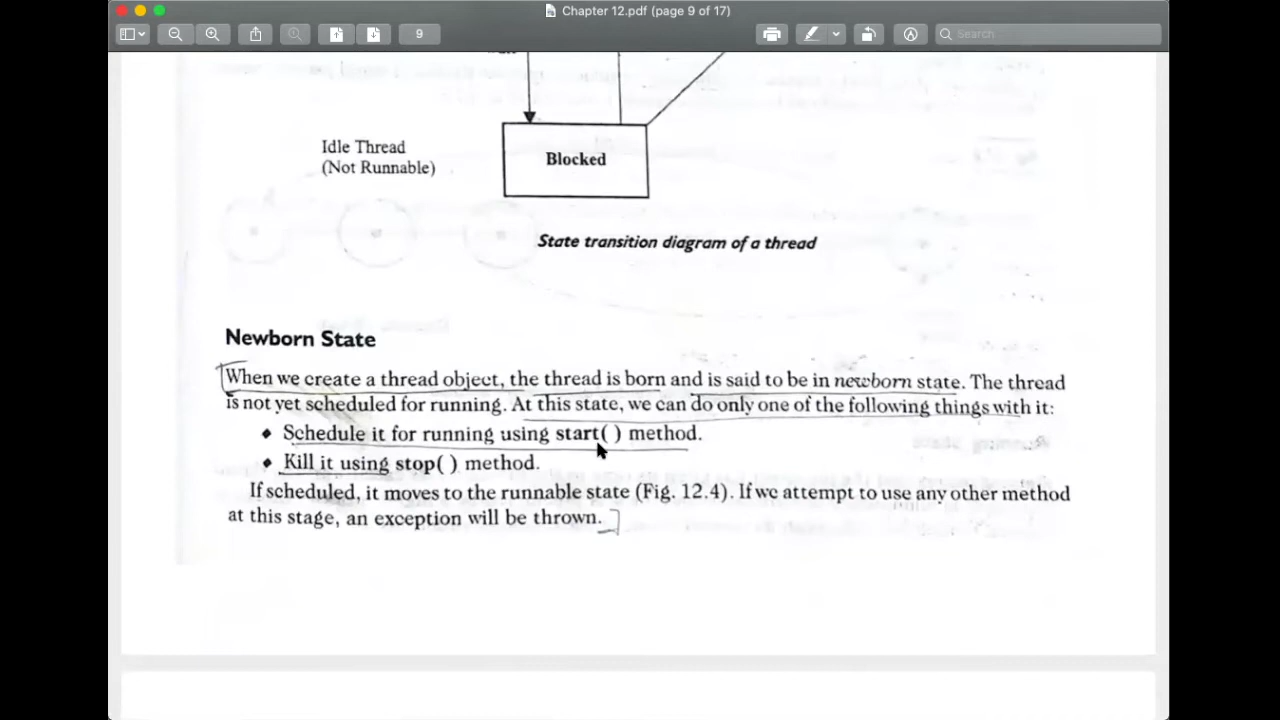 Chapter 12.pdf (page 9 of 17)
9
Search
Idle Thread
(Not Runnable)
Blocked
State transition diagram of a thread
Newborn State
When we create a thread object, the thread is born and is said to be in newborn state. The thread
is not yet scheduled for running. At this state, we can do only one of the following things with it:
♦ Schedule it for running using start( ) method.
♦ Kill it using stop( ) method.
If scheduled, it moves to the runnable state (Fig. 12.4). If we attempt to use any other method
at this stage, an exception will be thrown.